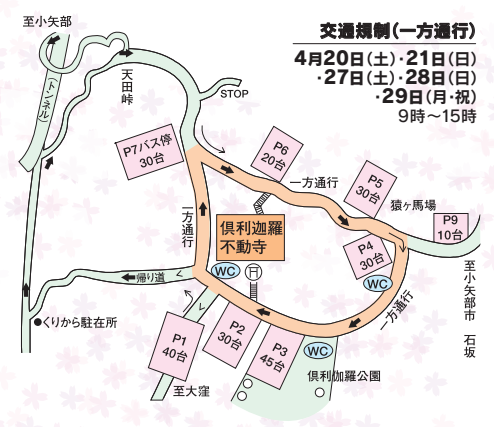 至小矢部
交通規制（一方通行）
4月20日（土）・21日（日）
・27日（土）・28日（日）
・29日（月・祝）
9時～15時
（トンネル）
天田峠
STOP
P7バス停
30台
P6
20台
一方通行
P5
30台
猿ヶ馬場
P9
10台
一方通行
倶利迦羅
不動寺
P4
30台
WC
WC
帰り道
至小矢部市 石坂
一方通行
●くりから駐在所
P1
40台
P2
30台
P3
45台
WC
至大窪
倶利伽羅公園